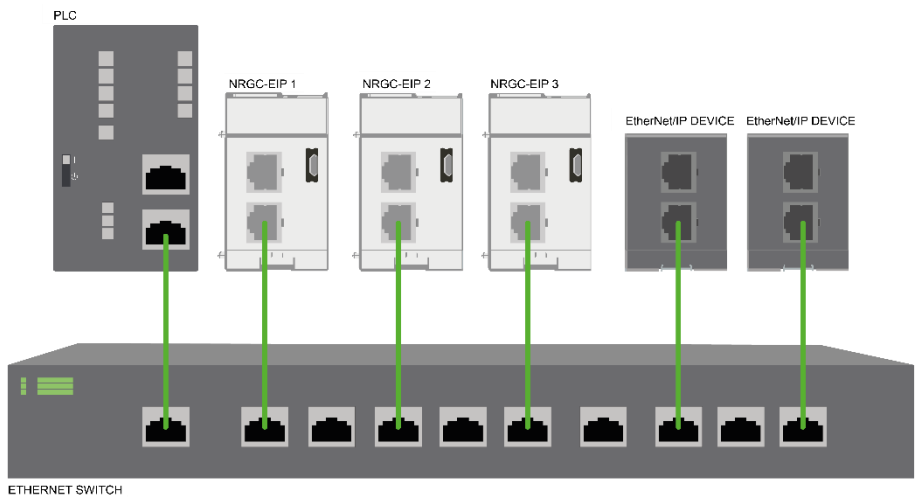 PLC
NRGC-EIP 1
NRGC-EIP 2
NRGC-EIP 3
EtherNet/IP DEVICE
EtherNet/IP DEVICE
ETHERNET SWITCH